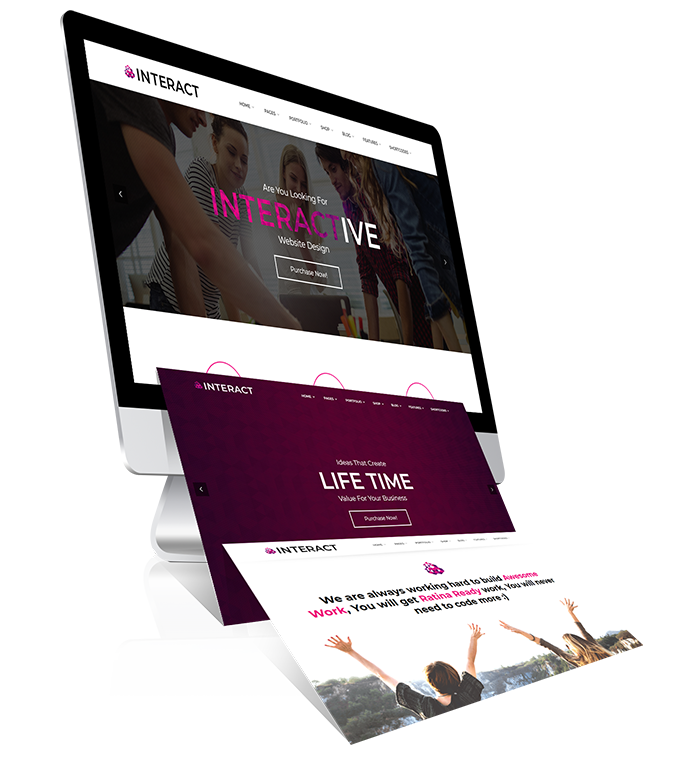 INTERACT
HOME PAGES PORTFOLIO SHOP BLOG FEATURES SHORTCODES
Are You Looking For
INTERACTIVE
Website Design
Purchase Now!
INTERACT
HOME PAGES PORTFOLIO SHOP BLOG FEATURES SHORTCODES
Ideas That Create
LIFE TIME
Value For Your Business
Purchase Now!
INTERACT
We are always working hard to build Awesome
Work, You will get Ratina Ready work, You will never
need to code more :)